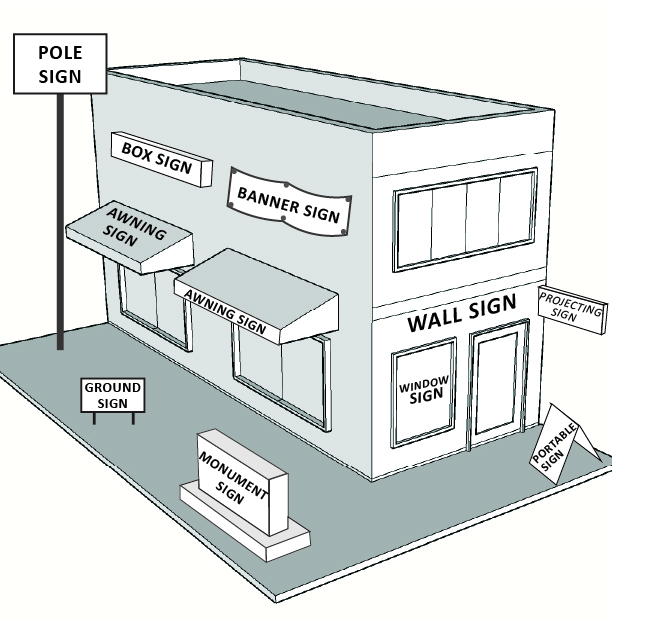 POLE
SIGN
BOX SIGN
BANNER SIGN
AWNING
SIGN
AWNING SIGN
WALL SIGN
PROJECTING
SIGN
WINDOW
SIGN
GROUND
SIGN
PORTABLE
SIGN
MONUMENT
SIGN